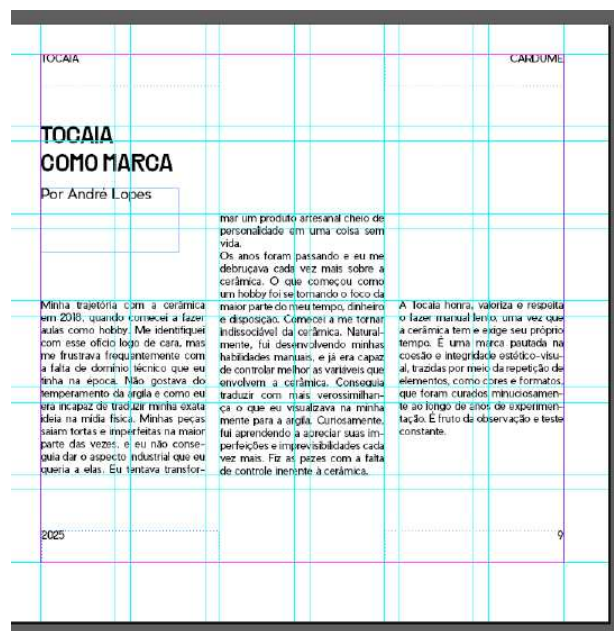 TOCAIA
CARDUME
TOCAIA
COMO MARCA
Por André Lopes
Minha trajetória com a cerâmica
em 2018, quando comecei a fazer
aulas como hobby. Me identifiquei
com esse ofício logo de cara, mas
me frustrava frequentemente com
a falta de domínio técnico que eu
tinha na época. Não gostava do
temperamento da argila e como eu
era incapaz de traduzir minha exata
ideia na mídia física. Minhas peças
saiam tortas e imperfeitas na maior
parte das vezes, e eu não conse-
guia dar o aspecto industrial que eu
queria a elas. Eu tentava transfor-
mar um produto artesanal cheio de
personalidade em uma coisa sem
vida.
Os anos foram passando e eu me
debruçava cada vez mais sobre a
cerâmica. O que começou como
um hobby foi se tornando o foco da
maior parte do meu tempo, dinheiro
e disposição. Comecei a me tornar
indissociável da cerâmica. Natural-
mente, fui desenvolvendo minhas
habilidades manuais, e já era capaz
de controlar melhor as variáveis que
envolvem a cerâmica. Conseguia
traduzir com mais verossimilhan-
ça o que eu visualizava na minha
mente para a argila. Curiosamente,
fui aprendendo a apreciar suas im-
perfeições e imprevisibilidades cada
vez mais. Fiz as pazes com a falta
de controle inerente à cerâmica.
A Tocaia honra, valoriza e respeita
o fazer manual lento, uma vez que
a cerâmica tem e exige seu próprio
tempo. É uma marca pautada na
coesão e integridade estético-visu-
al, trazidas por meio da repetição de
elementos, como cores e formatos,
que foram curados minuciosamen-
te ao longo de anos de experimen-
tação. É fruto da observação e teste
constante.
2025
9